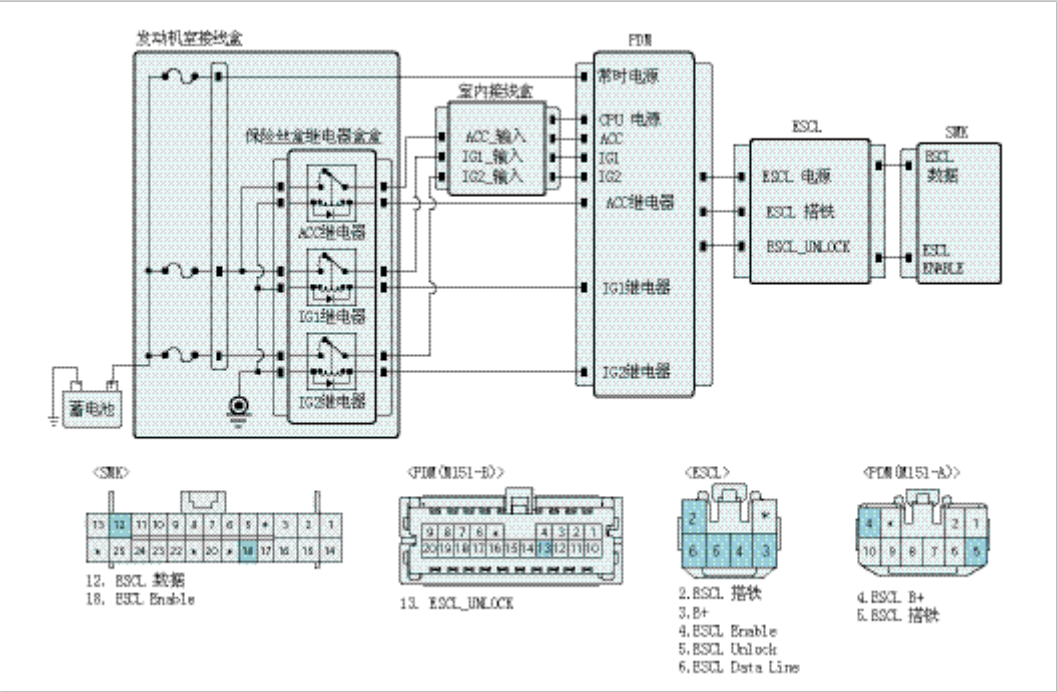 发动机室接线盒
PDM
常时电源
室内接线盒
CPU 电源
ESCL
SMK
保险丝盒继电器盒盒
ACC_输入
ACC
ESCL
数据
IG1_输入
IG1
IG2_输入
IG2
ESCL 电源
ACC继电器
ESCL 搭铁
ACC继电器
ESCL_UNLOCK
ESCL
ENABLE
IG1继电器
IG1继电器
IG2继电器
IG2继电器
蓄电池
<SMK>
<PDM(M151-B)>
<ESCL>
<PDM(M151-A)>
13 12 11 10 9 8 7 6 5 * 3 2 1
* 25 24 23 22 * 20 * 18 17 16 15 14
9 8 7 6 * 4 3 2 1
20 19 18 17 16 15 14 13 12 11 10
2 *
6 5 4 3
4 * 2 1
10 9 8 7 6 5
12. ESCL 数据
18. ESCL Enable
13. ESCL_UNLOCK
2.ESCL 搭铁
3.B+
4.ESCL Enable
5.ESCL Unlock
6.ESCL Data Line
4.ESCL B+
5.ESCL 搭铁